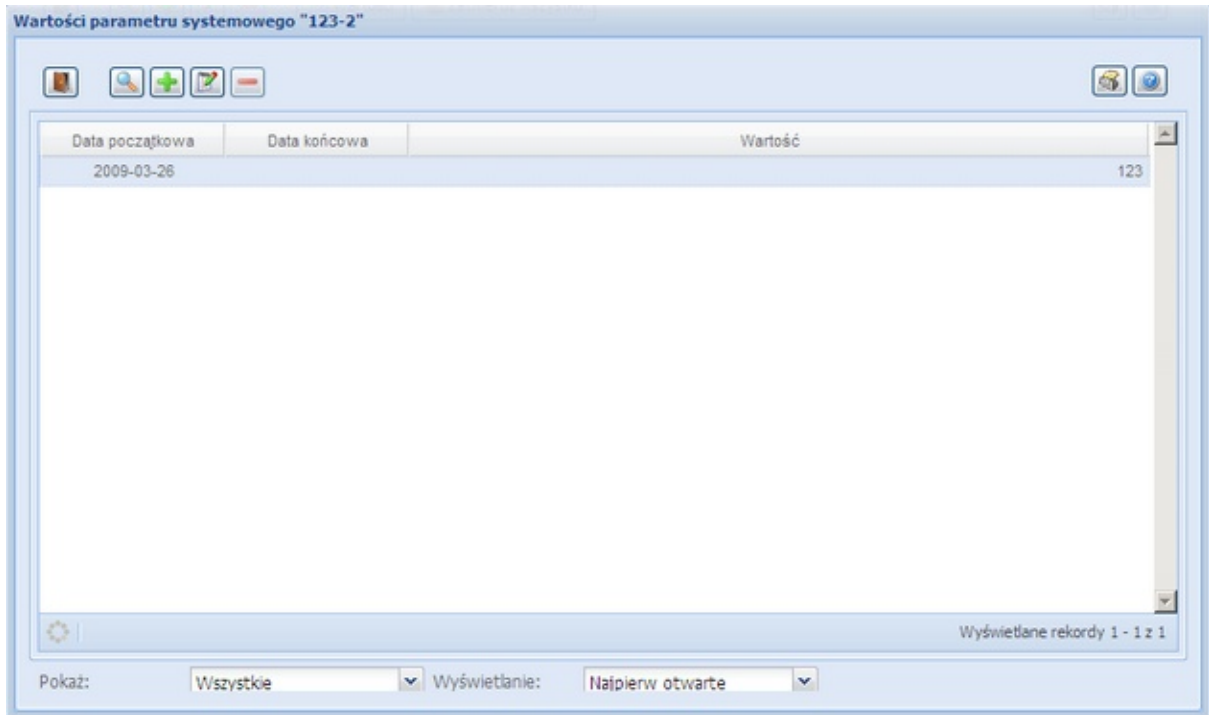 Wartości parametru systemowego "123-2"
Data początkowa Data końcowa Wartość
2009-03-26 123
Wyświetlane rekordy 1 - 1 z 1
Pokaż: Wszystkie Wyświetlanie: Najpierw otwarte